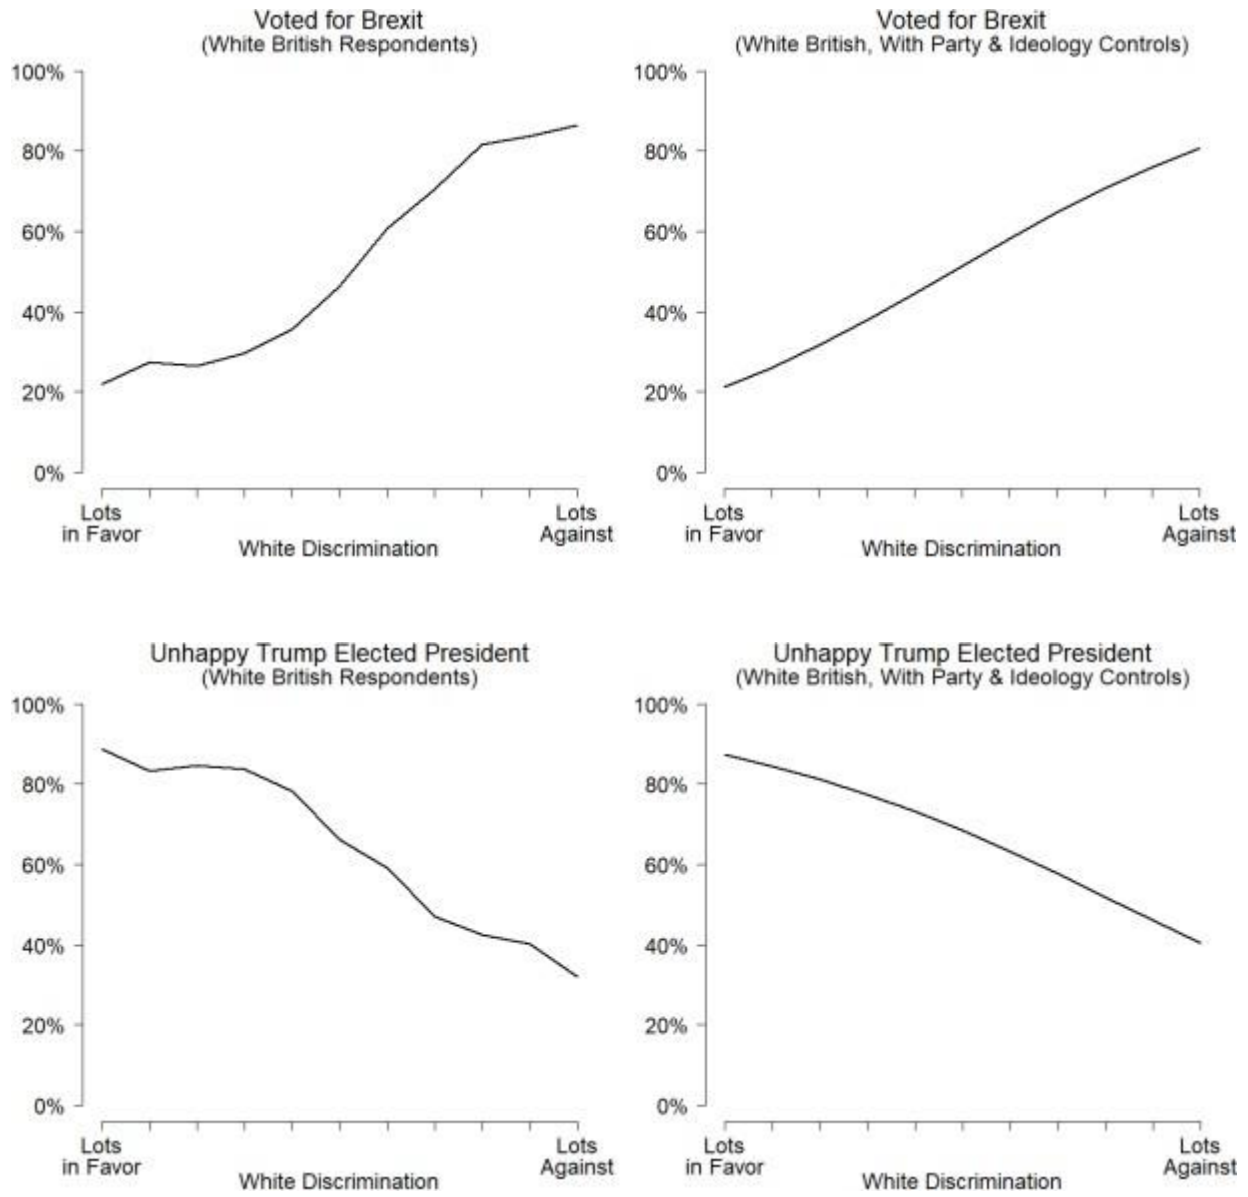 Voted for Brexit
(White British Respondents)
100%
80%
60%
40%
20%
0%
Lots
in Favor
Lots
Against
White Discrimination
Voted for Brexit
(White British, With Party & Ideology Controls)
100%
80%
60%
40%
20%
0%
Lots
in Favor
Lots
Against
White Discrimination
Unhappy Trump Elected President
(White British Respondents)
100%
80%
60%
40%
20%
0%
Lots
in Favor
Lots
Against
White Discrimination
Unhappy Trump Elected President
(White British, With Party & Ideology Controls)
100%
80%
60%
40%
20%
0%
Lots
in Favor
Lots
Against
White Discrimination